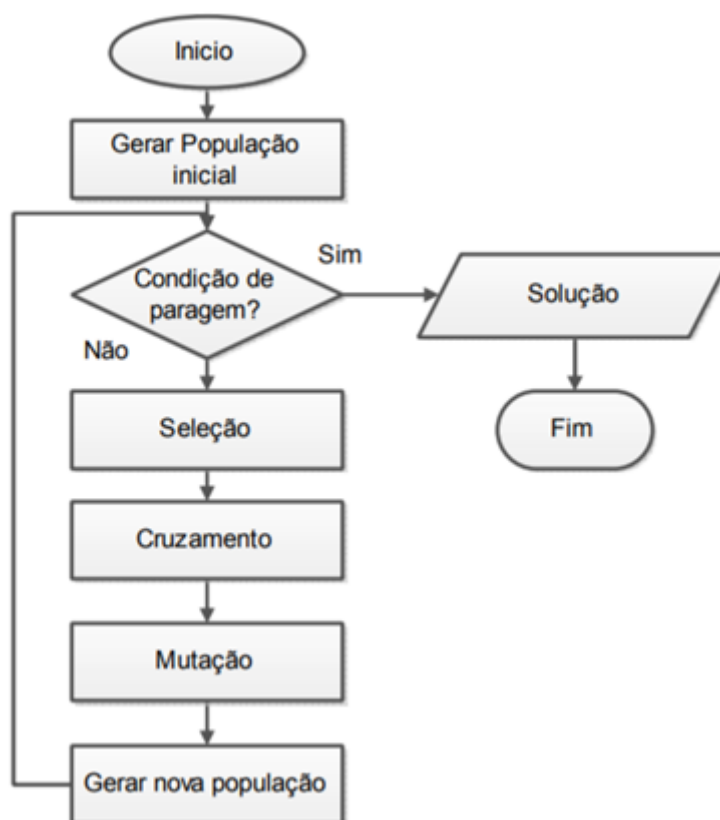 Inicio
Gerar População
inicial
Condição de
paragem?
Sim
Solução
Não
Fim
Seleção
Cruzamento
Mutação
Gerar nova população